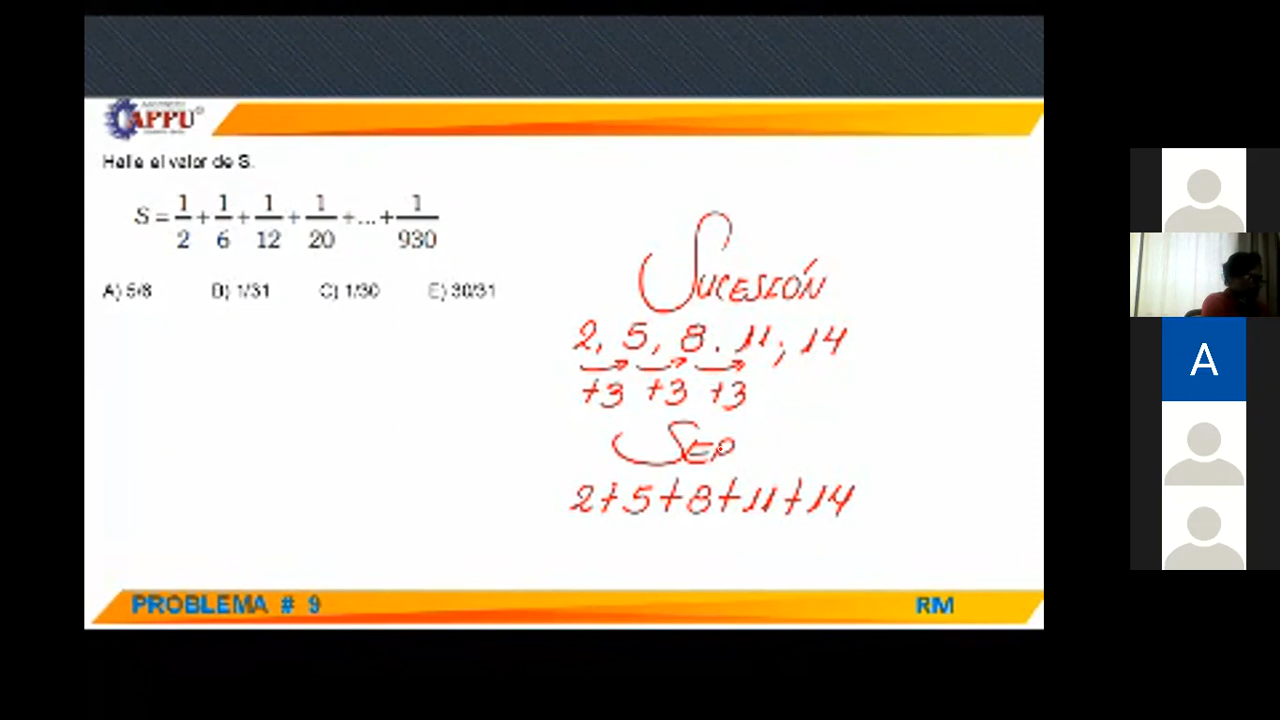 CAPPU
Halle el valor de S.
S = 1/2 + 1/6 + 1/12 + 1/20 + ... + 1/930
A) 5/8 B) 1/31 C) 1/30 E) 30/31
SUCESIÓN
2, 5, 8. 11; 14
+3 +3 +3
SER
2+5+8+11+14
PROBLEMA # 9 RM
A